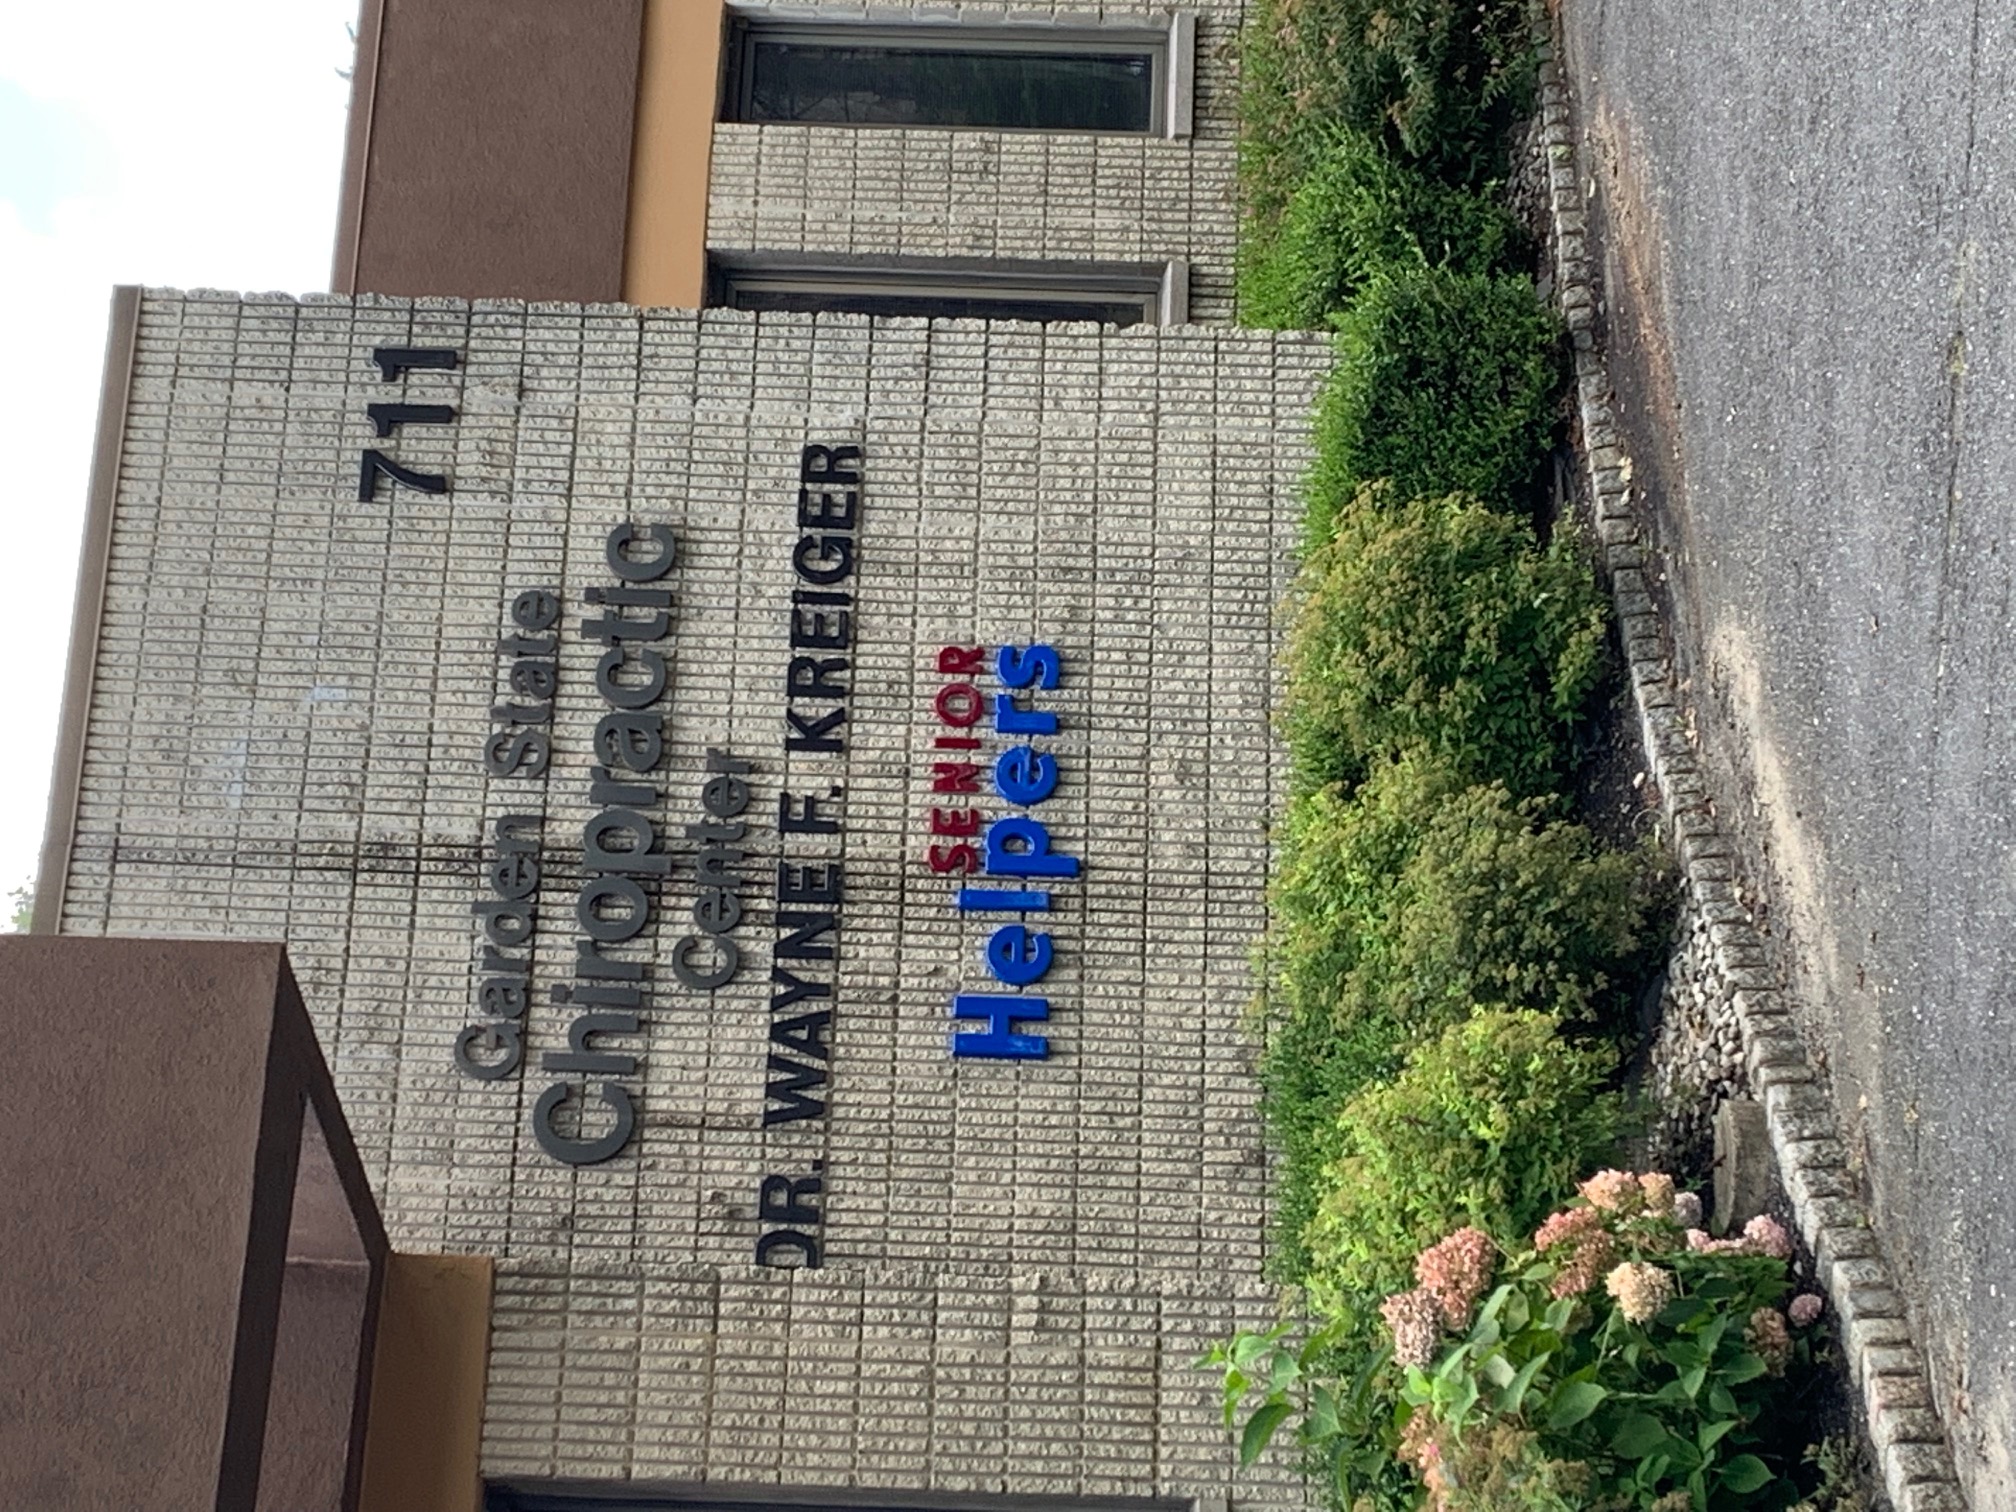 711
Garden State
Chiropractic
Center
DR. WAYNE F. KREIGER
SENIOR
Helpers